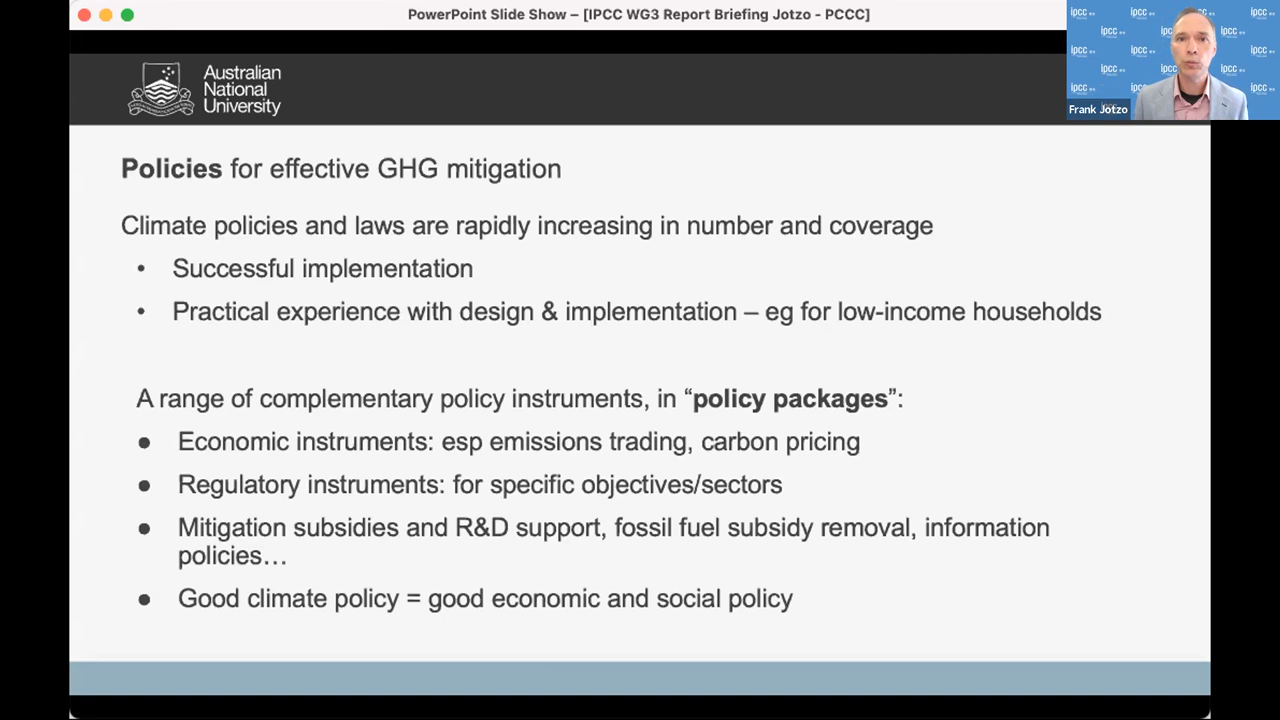 PowerPoint Slide Show – [IPCC WG3 Report Briefing Jotzo - PCCC]
Australian
National
University
ipcc
Frank Jotzo
Policies for effective GHG mitigation
Climate policies and laws are rapidly increasing in number and coverage
• Successful implementation
• Practical experience with design & implementation – eg for low-income households
A range of complementary policy instruments, in “policy packages”:
● Economic instruments: esp emissions trading, carbon pricing
● Regulatory instruments: for specific objectives/sectors
● Mitigation subsidies and R&D support, fossil fuel subsidy removal, information
policies…
● Good climate policy = good economic and social policy